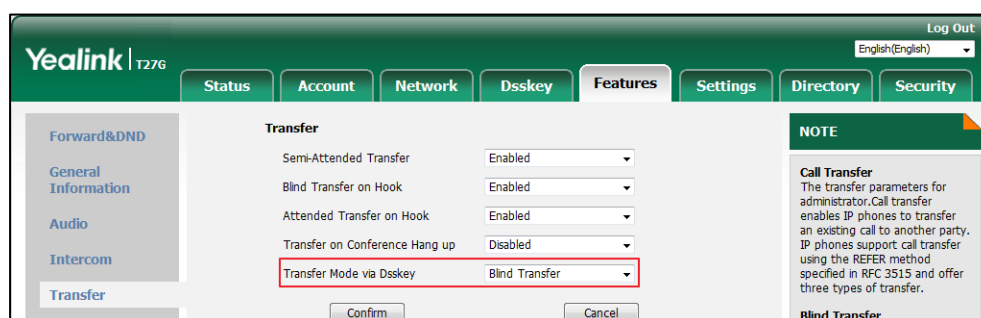 Log Out
Yealink T27G
English(English)
Status Account Network Dsskey Features Settings Directory Security
Forward&DND
General
Information
Audio
Intercom
Transfer
Transfer
Semi-Attended Transfer Enabled
Blind Transfer on Hook Enabled
Attended Transfer on Hook Enabled
Transfer on Conference Hang up Disabled
Transfer Mode via Dsskey Blind Transfer
Confirm Cancel
NOTE
Call Transfer
The transfer parameters for
administrator.Call transfer
enables IP phones to transfer
an existing call to another party.
IP phones support call transfer
using the REFER method
specified in RFC 3515 and offer
three types of transfer.
Blind Transfer